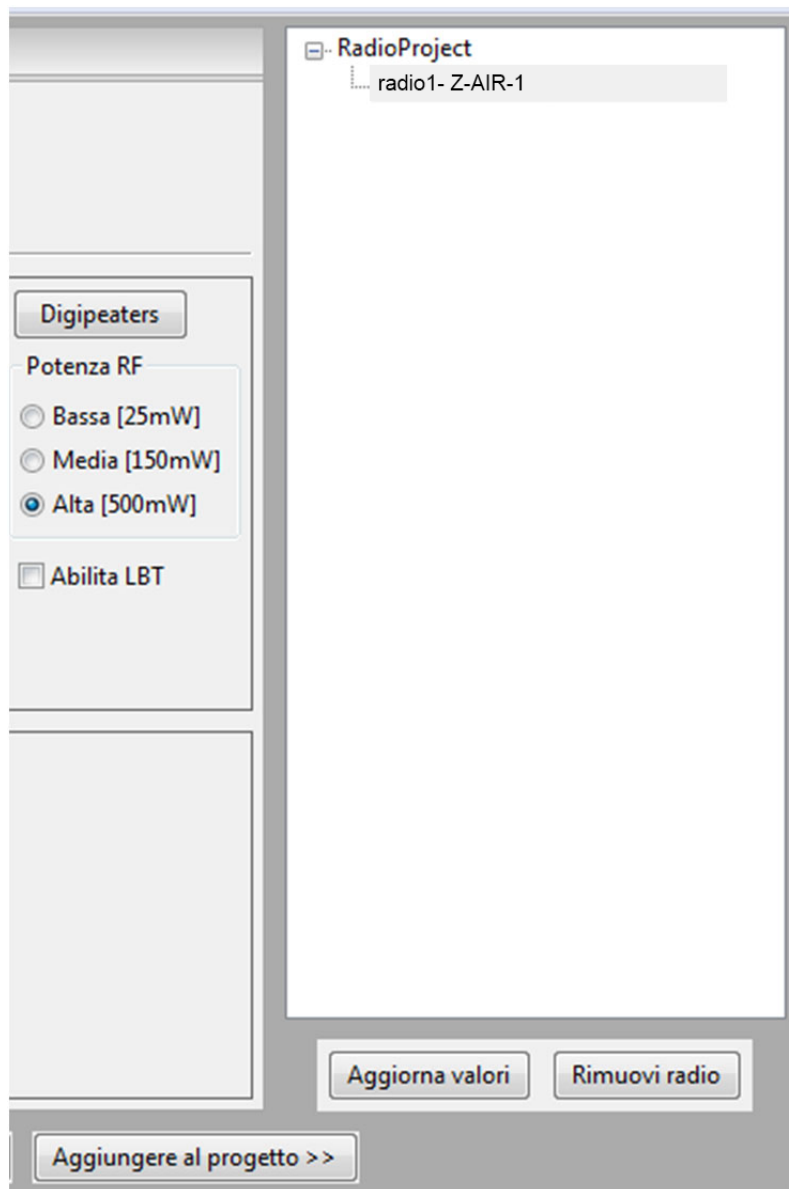 RadioProject
radio1- Z-AIR-1
Digipeaters
Potenza RF
Bassa [25mW]
Media [150mW]
Alta [500mW]
Abilita LBT
Aggiorna valori
Rimuovi radio
Aggiungere al progetto >>